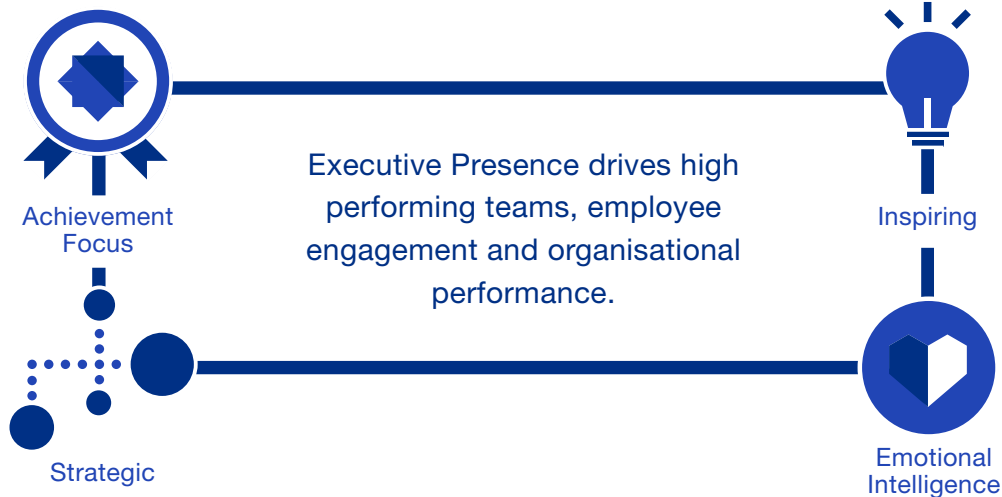 Achievement
Focus
Executive Presence drives high
performing teams, employee
engagement and organisational
performance.
Inspiring
Strategic
Emotional
Intelligence